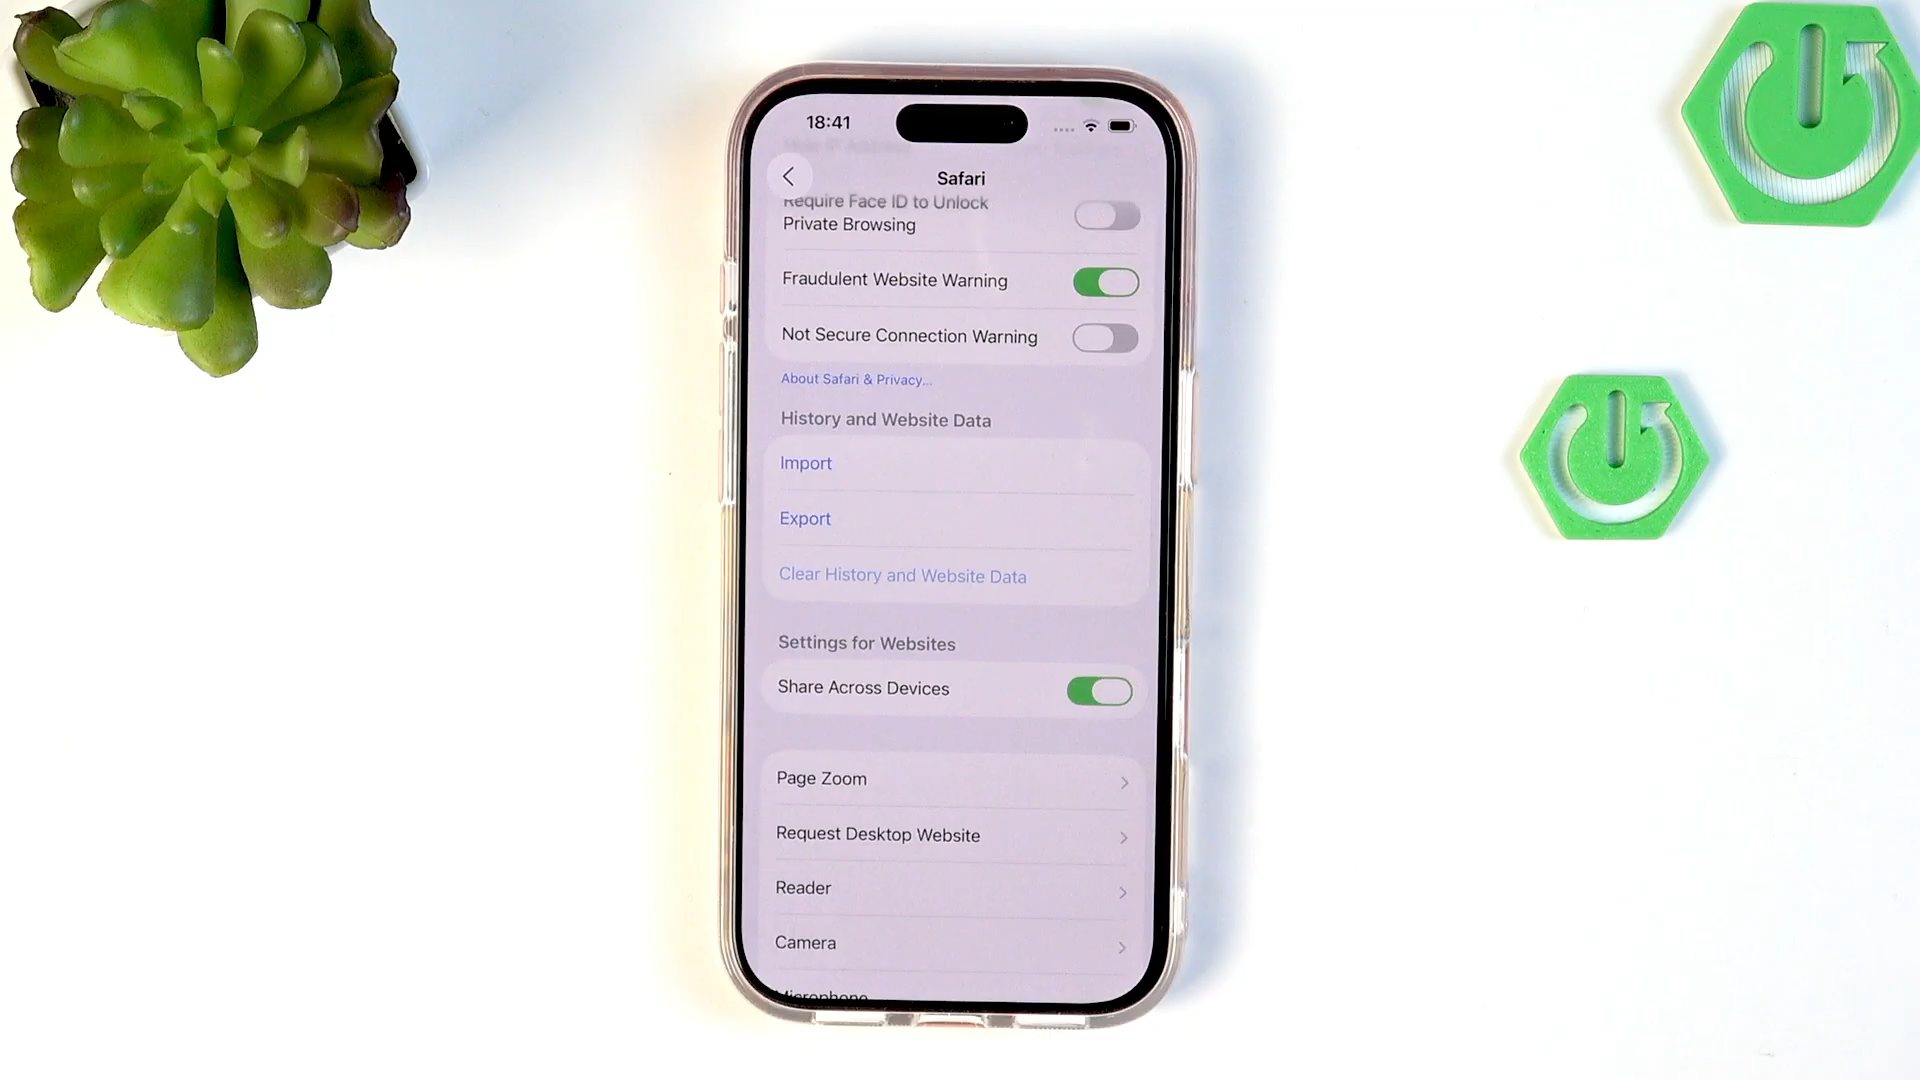 18:41
Safari
Require Face ID to Unlock
Private Browsing
Fraudulent Website Warning
Not Secure Connection Warning
About Safari & Privacy...
History and Website Data
Import
Export
Clear History and Website Data
Settings for Websites
Share Across Devices
Page Zoom
Request Desktop Website
Reader
Camera
Microphone